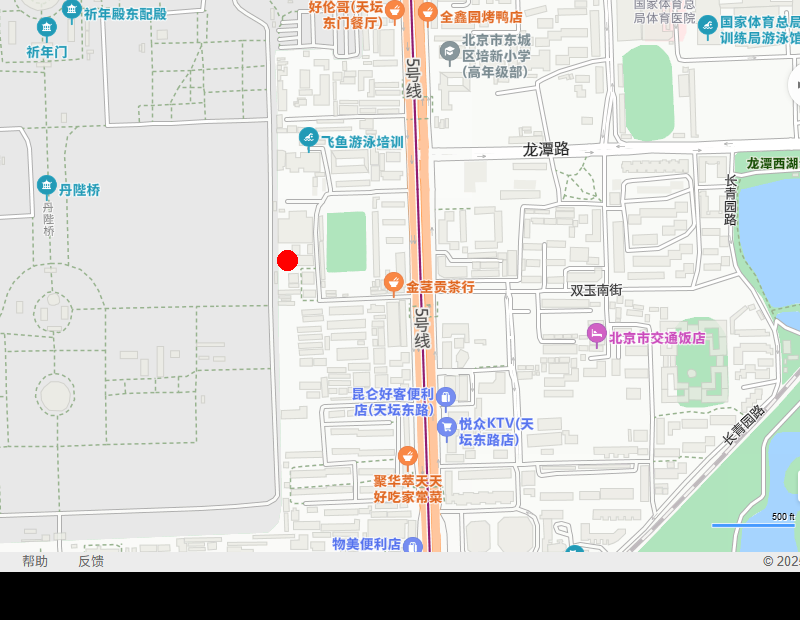 祈年殿东配殿
祈年门
好伦哥(天坛
东门餐厅)
全鑫园烤鸭店
国家体育总
局体育医院
国家体育总局
训练局游泳馆
北京市东城
区培新小学
(高年级部)
5号线
飞鱼游泳培训
龙潭路
龙潭西湖
长青园路
丹陛桥
丹陛桥
金茎贡茶行
双玉南街
5号线
北京市交通饭店
昆仑好客便利
店(天坛东路)
悦众KTV(天
坛东路店)
长青园路
聚华萃天天
好吃家常菜
500 ft
物美便利店
帮助
反馈
© 202